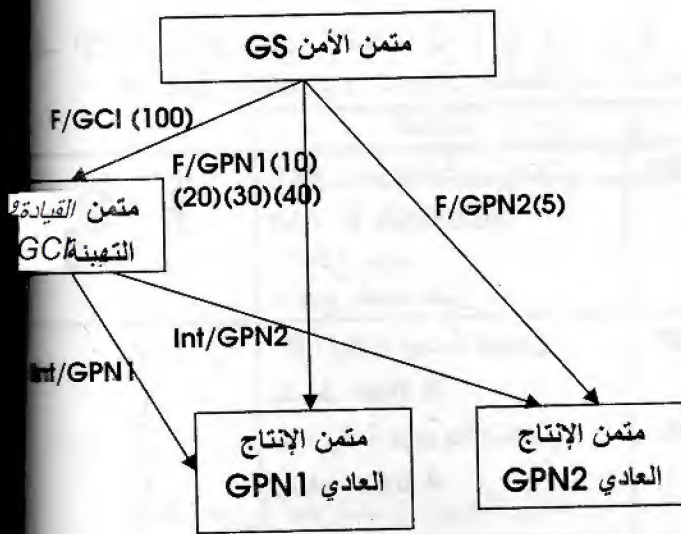 متمن الأمن GS
F/GCI (100)
F/GPN1(10)
(20)(30)(40)
F/GPN2(5)
متمن القيادة و
التهيئة GCI
Int/GPN2
Int/GPN1
متمن الإنتاج
العادي GPN1
متمن الإنتاج
العادي GPN2